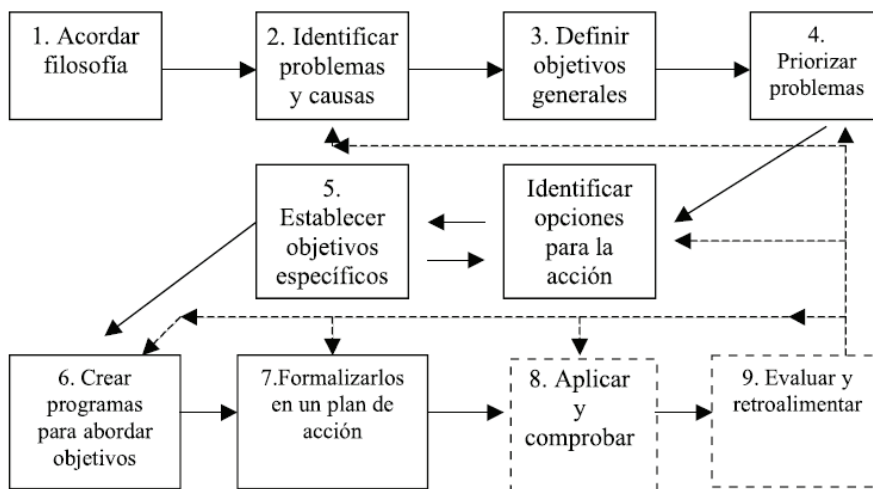 1. Acordar
filosofía
2. Identificar
problemas
y causas
3. Definir
objetivos
generales
4.
Priorizar
problemas
5.
Establecer
objetivos
específicos
Identificar
opciones
para la
acción
6. Crear
programas
para abordar
objetivos
7.Formalizarlos
en un plan de
acción
8. Aplicar
y
comprobar
9. Evaluar y
retroalimentar